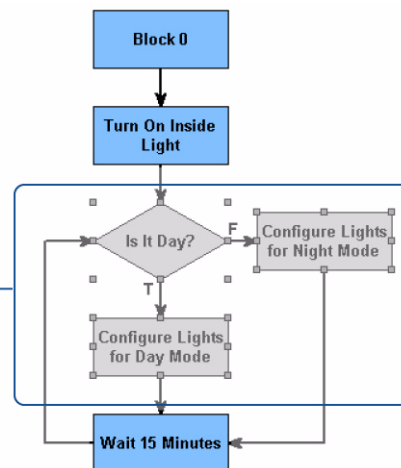 Block 0
Turn On Inside
Light
Is It Day?
F
Configure Lights
for Night Mode
T
Configure Lights
for Day Mode
Wait 15 Minutes